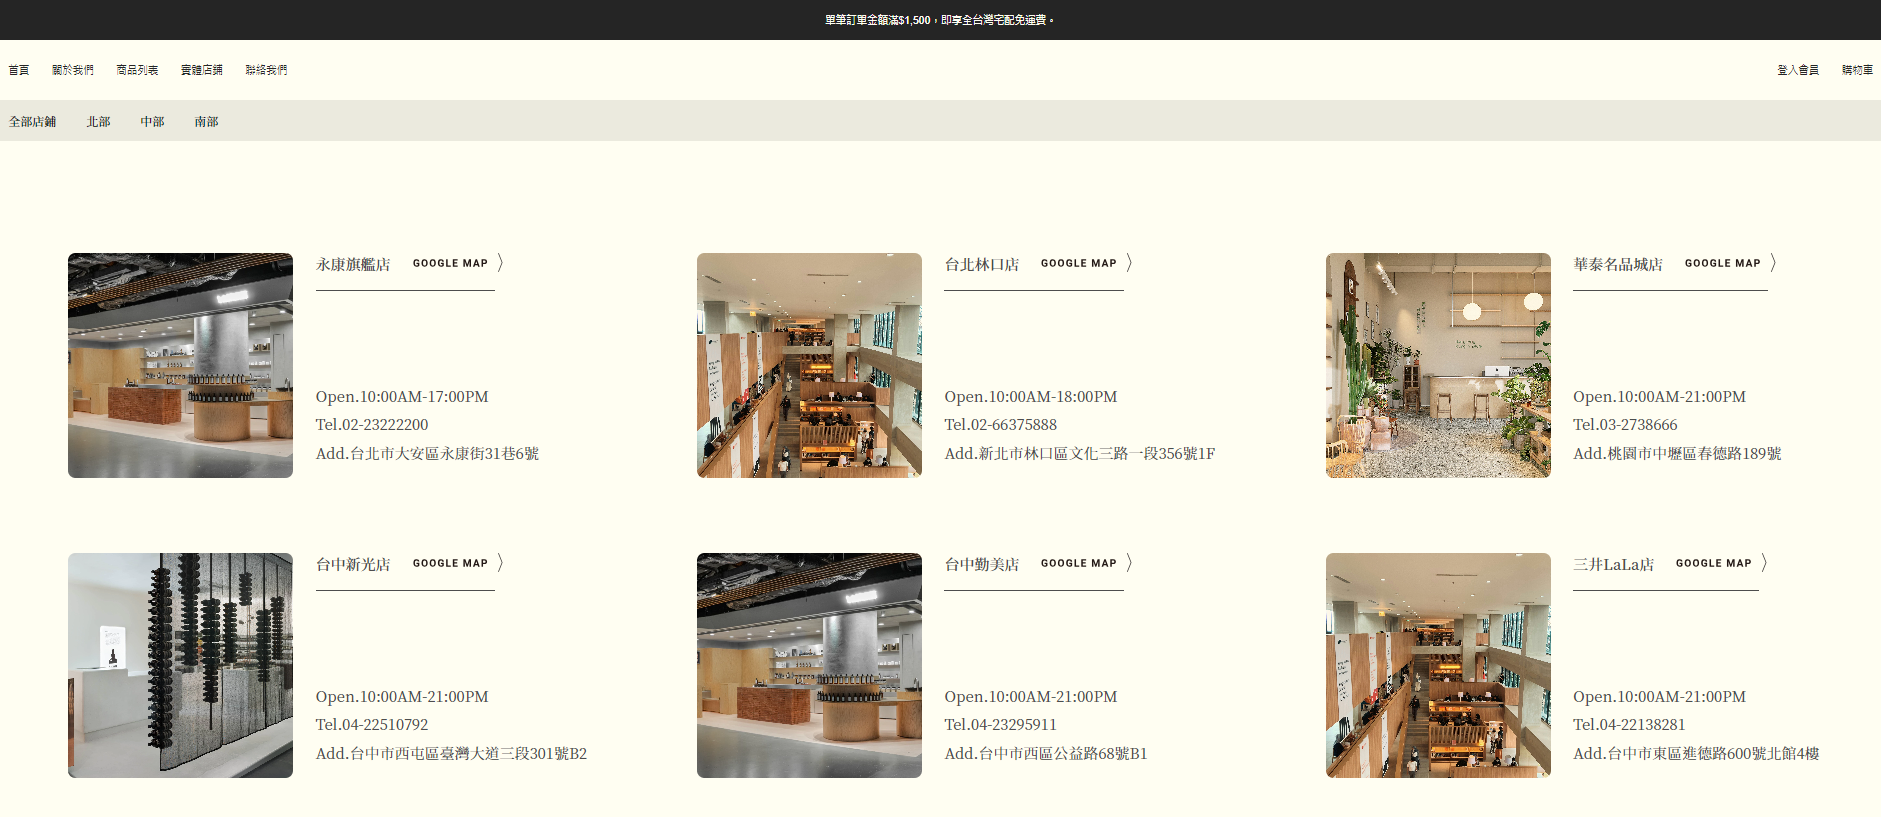 單筆訂單金額滿$1,500，即享全台灣宅配免運費。
首頁 關於我們 商品列表 實體店鋪 聯絡我們 登入會員 購物車
全部店鋪 北部 中部 南部
永康旗艦店 GOOGLE MAP
Open.10:00AM-17:00PM
Tel.02-23222200
Add.台北市大安區永康街31巷6號
台北林口店 GOOGLE MAP
Open.10:00AM-18:00PM
Tel.02-66375888
Add.新北市林口區文化三路一段356號1F
華泰名品城店 GOOGLE MAP
Open.10:00AM-21:00PM
Tel.03-2738666
Add.桃園市中壢區春德路189號
台中新光店 GOOGLE MAP
Open.10:00AM-21:00PM
Tel.04-22510792
Add.台中市西屯區臺灣大道三段301號B2
台中勤美店 GOOGLE MAP
Open.10:00AM-21:00PM
Tel.04-23295911
Add.台中市西區公益路68號B1
三井LaLa店 GOOGLE MAP
Open.10:00AM-21:00PM
Tel.04-22138281
Add.台中市東區進德路600號北館4樓